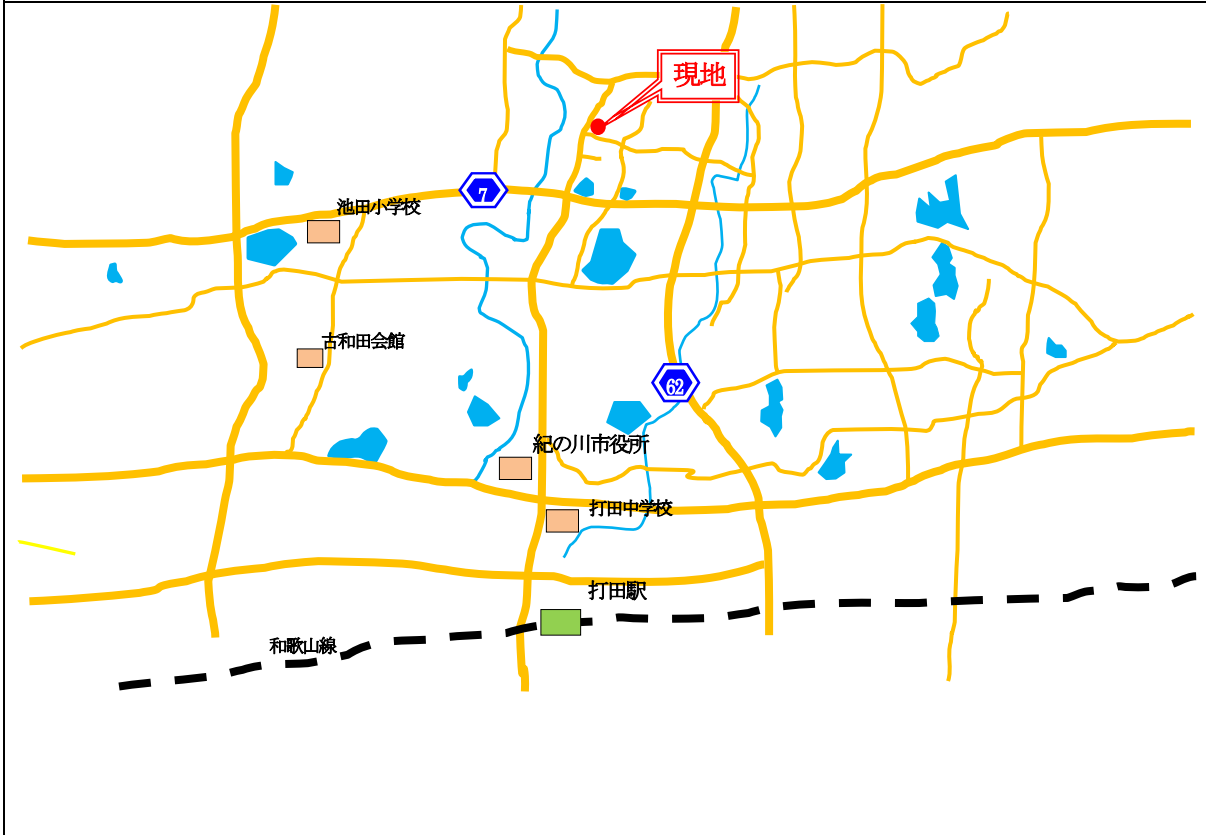 現地
7
池田小学校
古和田会館
62
紀の川市役所
打田中学校
打田駅
和歌山線